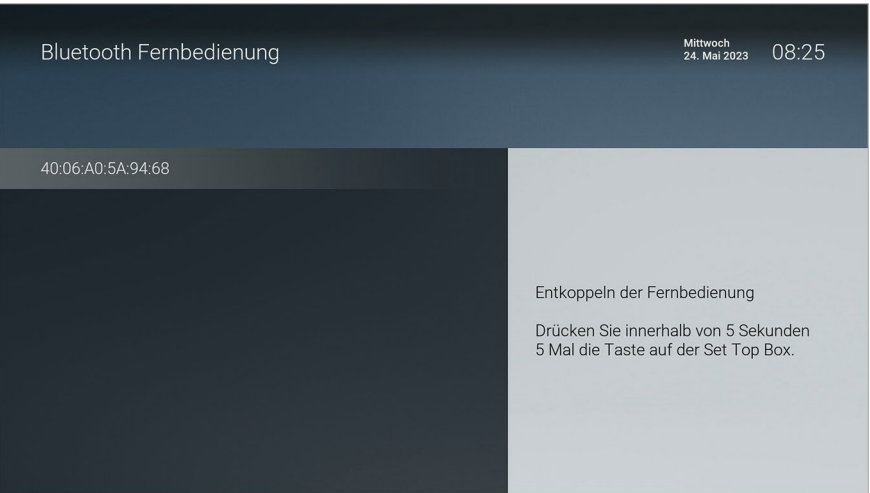 Bluetooth Fernbedienung
Mittwoch
24. Mai 2023
08:25
40:06:A0:5A:94:68
Entkoppeln der Fernbedienung
Drücken Sie innerhalb von 5 Sekunden
5 Mal die Taste auf der Set Top Box.